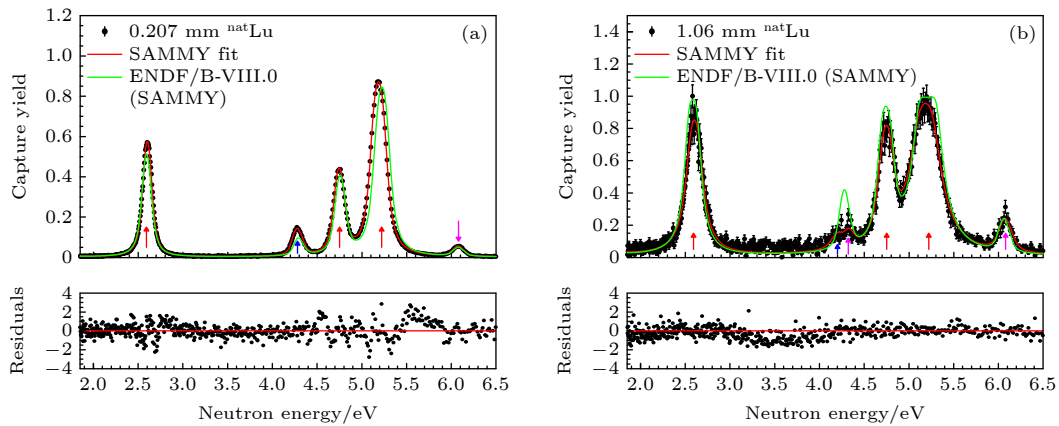 1.2
1.0
0.8
0.6
0.4
0.2
0
Capture yield
0.207 mm natLu
SAMMY fit
ENDF/B-VIII.0
(SAMMY)
(a)
4
2
0
−2
−4
Residuals
2.0 2.5 3.0 3.5 4.0 4.5 5.0 5.5 6.0 6.5
Neutron energy/eV
1.4
1.2
1.0
0.8
0.6
0.4
0.2
0
Capture yield
1.06 mm natLu
SAMMY fit
ENDF/B-VIII.0 (SAMMY)
(b)
4
2
0
−2
−4
Residuals
2.0 2.5 3.0 3.5 4.0 4.5 5.0 5.5 6.0 6.5
Neutron energy/eV